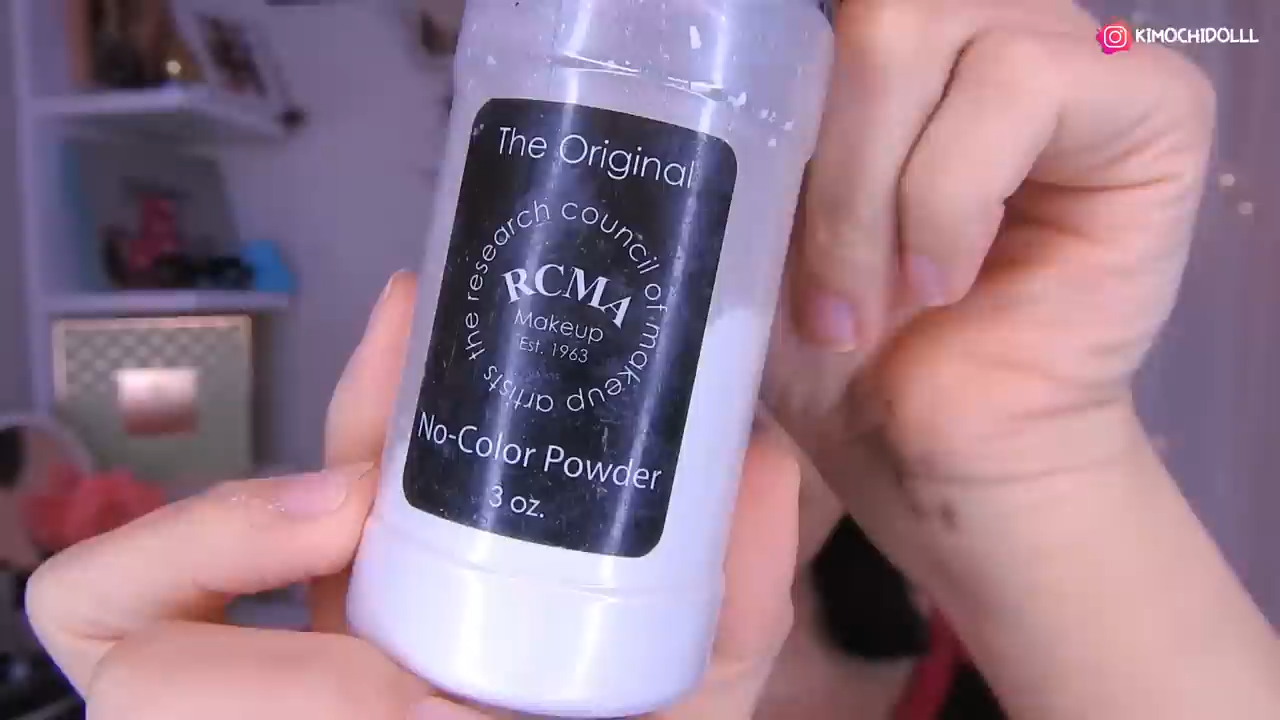 KIMOCHIDOLLL
The Original
the research council of makeup artists
RCMA
Makeup
Est. 1963
No-Color Powder
3 oz.